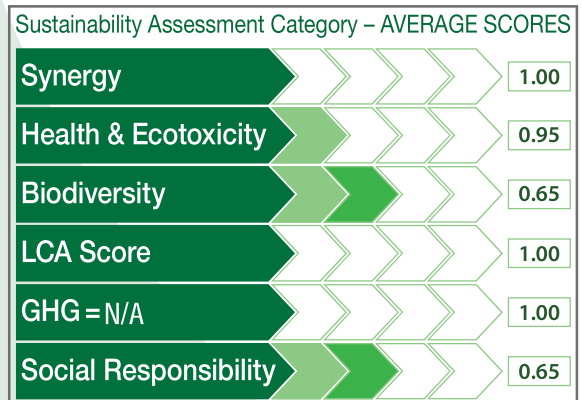 Sustainability Assessment Category – AVERAGE SCORES
Synergy 1.00
Health & Ecotoxicity 0.95
Biodiversity 0.65
LCA Score 1.00
GHG = N/A 1.00
Social Responsibility 0.65